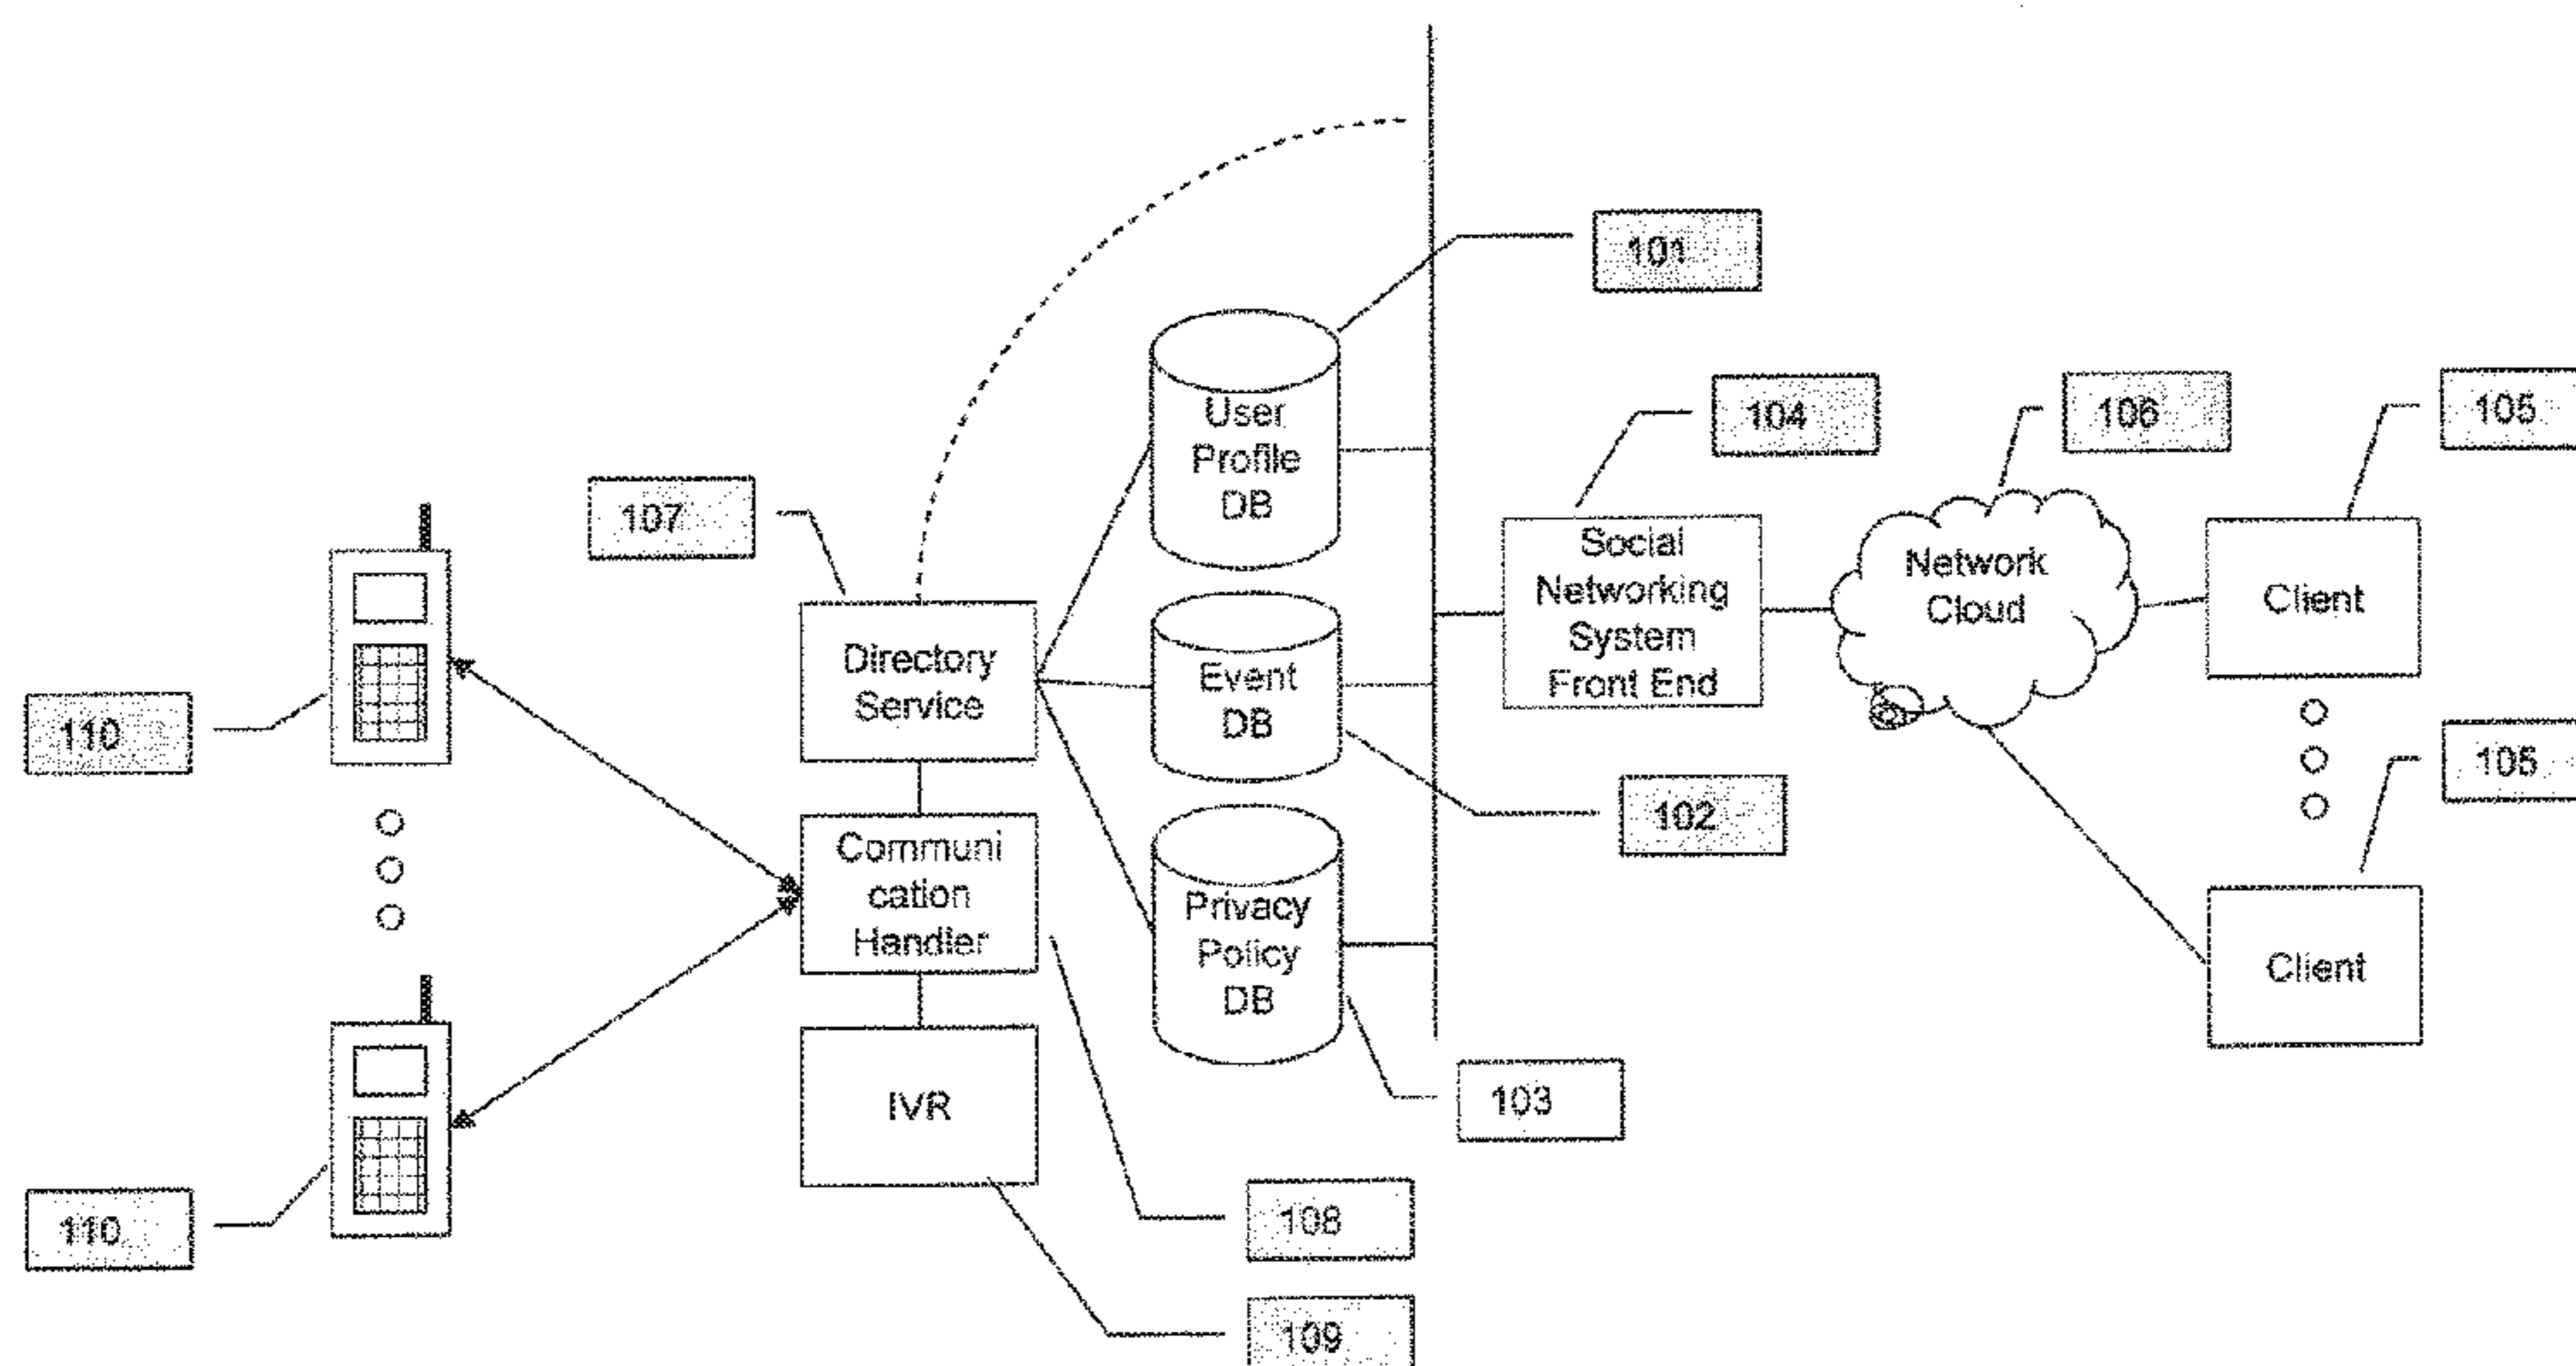 101
User
Profile
DB
104
106
105
107
Social
Networking
System
Front End
Network
Cloud
Client
Directory
Service
Event
DB
110
105
102
Communi
cation
Handler
Privacy
Policy
DB
Client
IVR
103
110
108
109